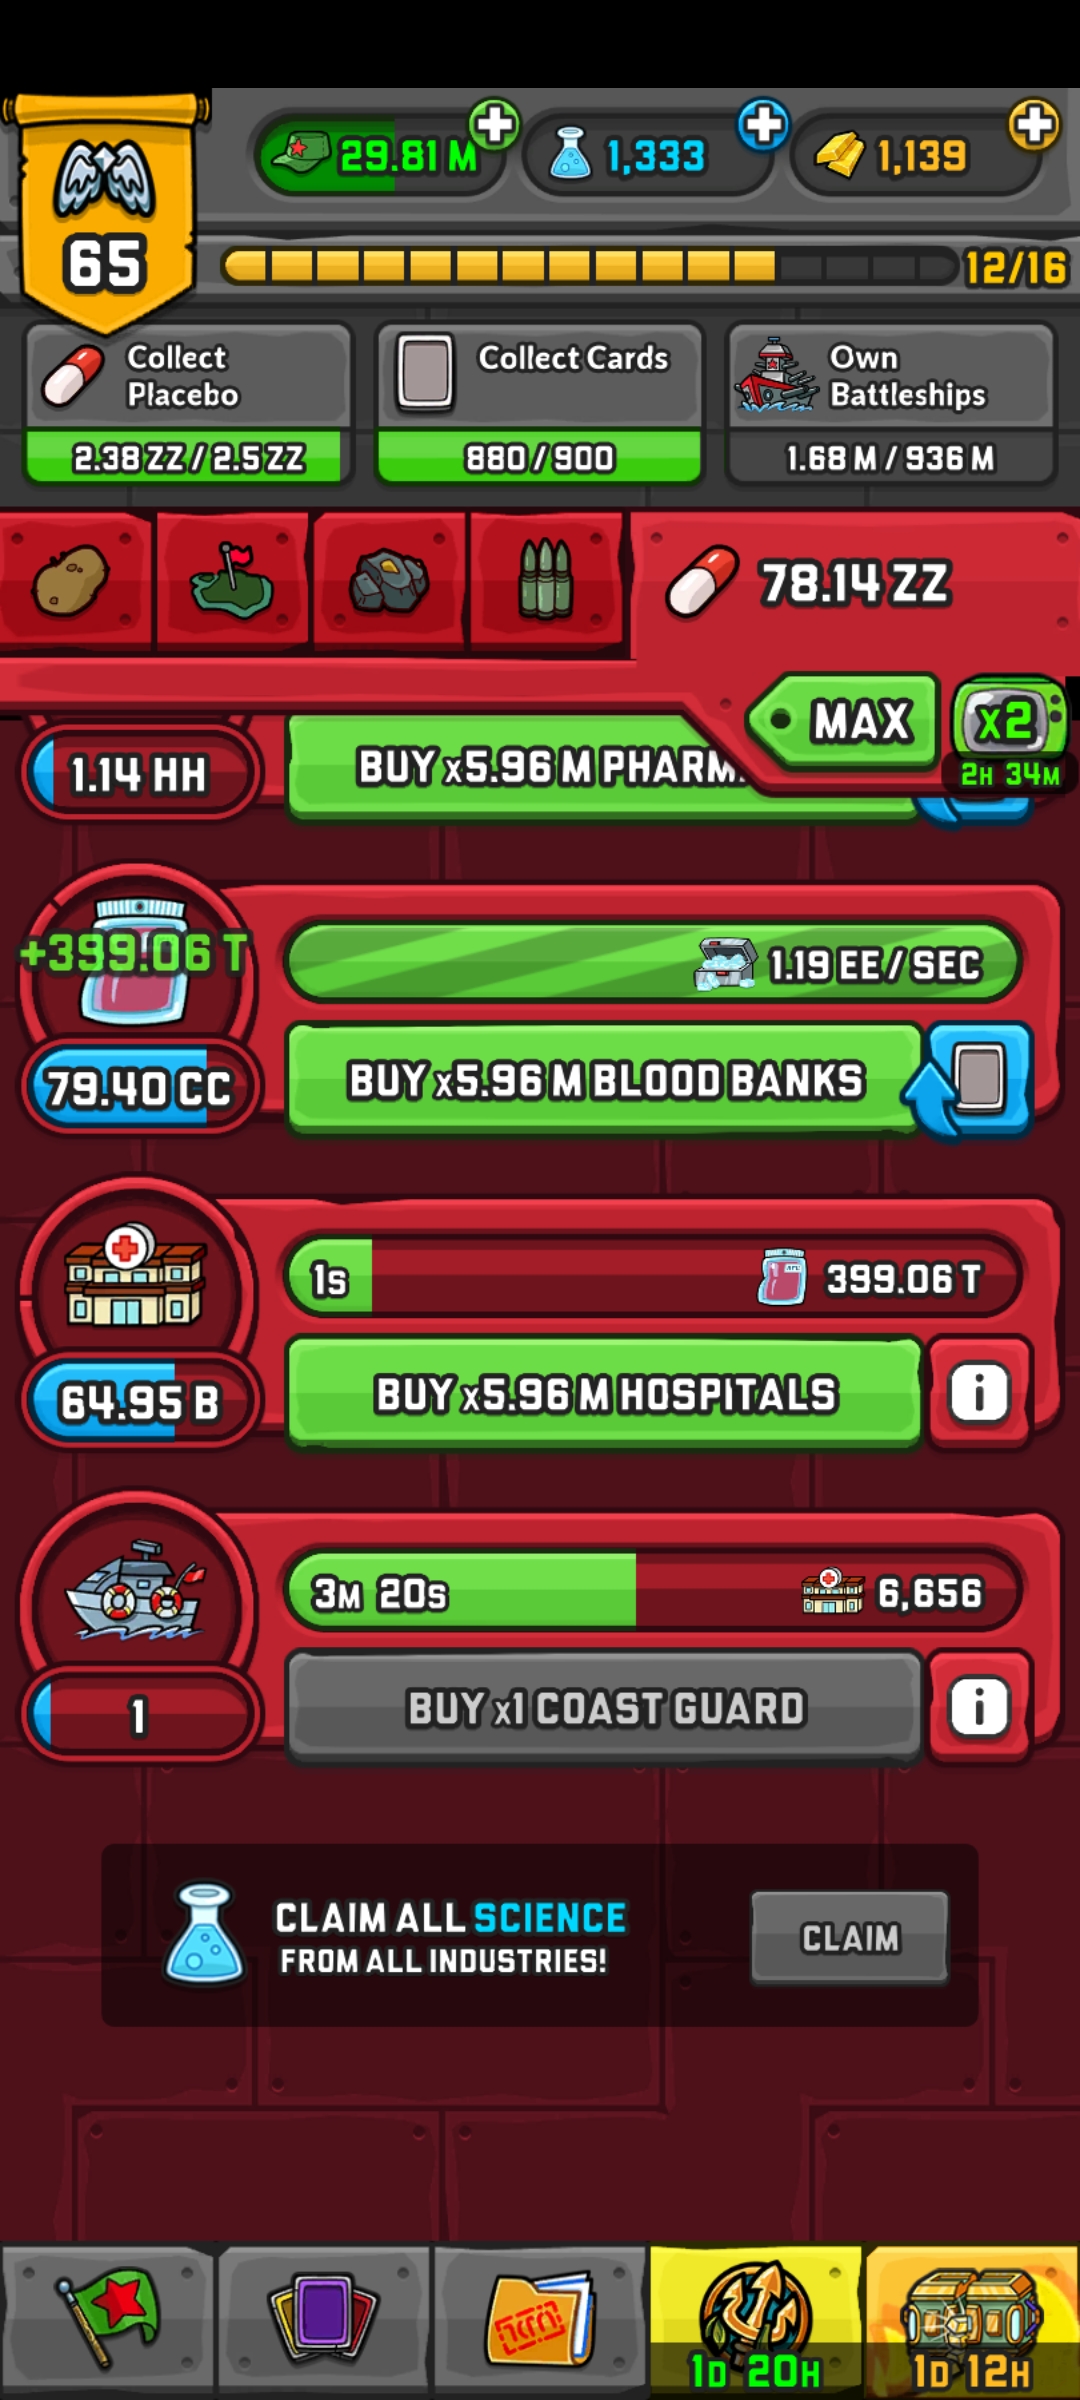 29.81 M
1,333
1,139
65
12/16
Collect
Placebo
2.38 ZZ / 2.5 ZZ
Collect Cards
880 / 900
Own
Battleships
1.68 M / 936 M
78.14 ZZ
MAX
x2
2H 34M
1.14 HH
BUY x5.96 M PHARM
+399.06 T
1.19 EE / SEC
79.40 CC
BUY x5.96 M BLOOD BANKS
1s
399.06 T
64.95 B
BUY x5.96 M HOSPITALS
i
3M 20s
6,656
1
BUY x1 COAST GUARD
i
CLAIM ALL SCIENCE
FROM ALL INDUSTRIES!
CLAIM
1D 20H
1D 12H